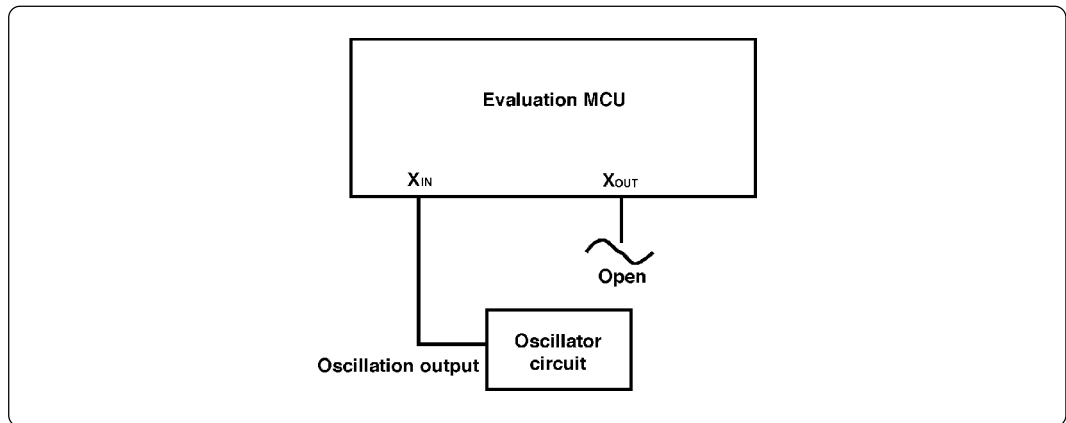 Evaluation MCU
XIN
XOUT
Open
Oscillator
circuit
Oscillation output